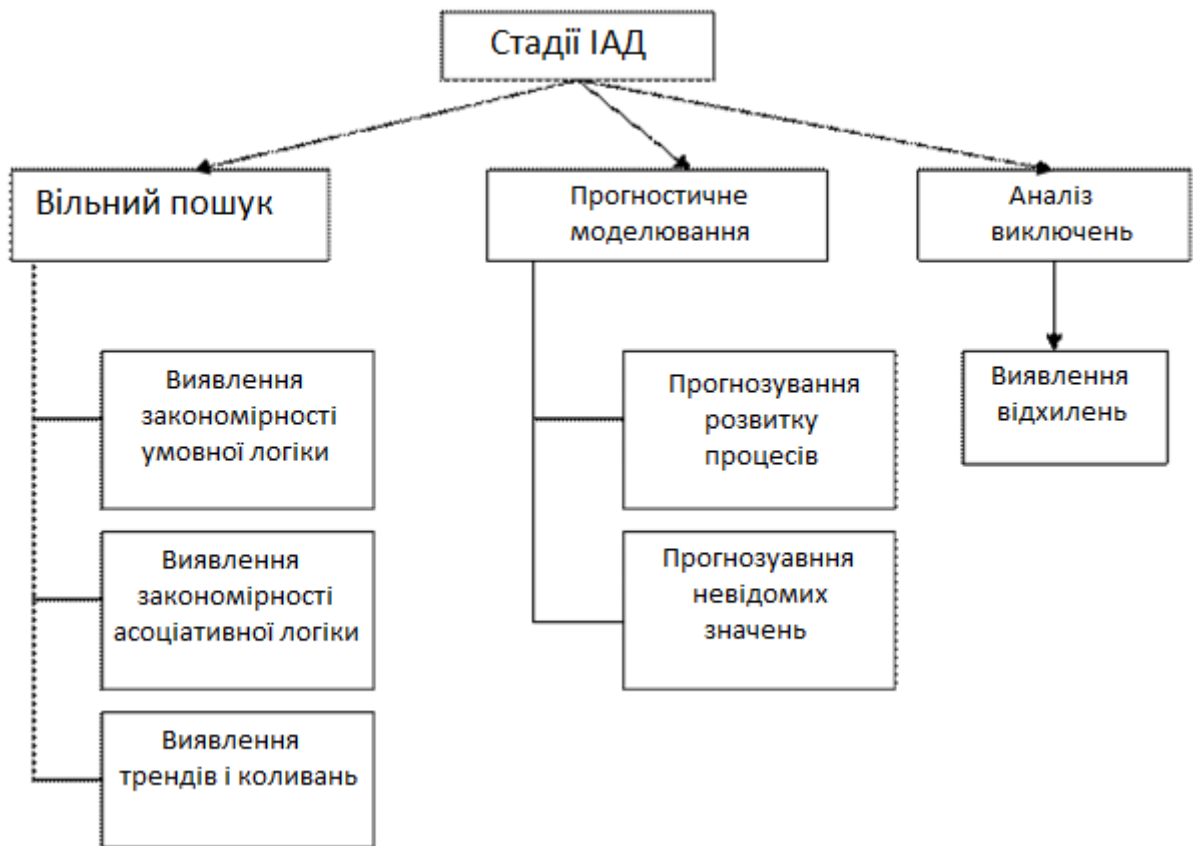 Стадії ІАД
Вільний пошук
Прогностичне
моделювання
Аналіз
виключень
Виявлення
закономірності
умовної логіки
Виявлення
закономірності
асоціативної логіки
Виявлення
трендів і коливань
Прогнозування
розвитку
процесів
Прогнозуавння
невідомих
значень
Виявлення
відхилень